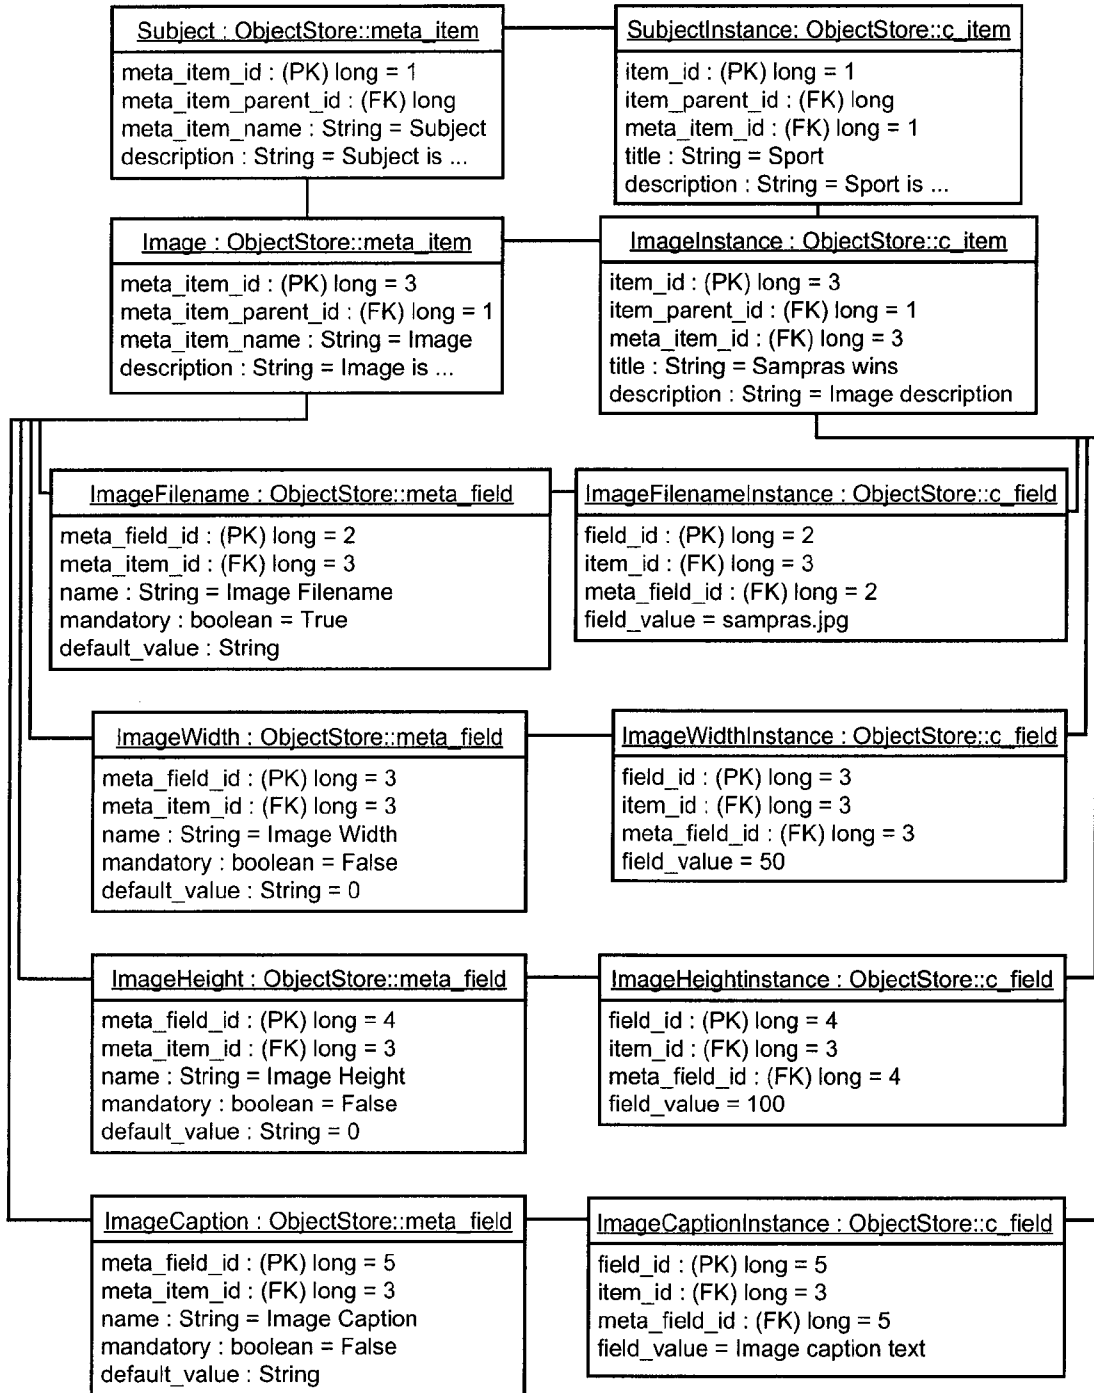 Subject : ObjectStore::meta_item
meta_item_id : (PK) long = 1
meta_item_parent_id : (FK) long
meta_item_name : String = Subject
description : String = Subject is ...
SubjectInstance: ObjectStore::c_item
item_id : (PK) long = 1
item_parent_id : (FK) long
meta_item_id : (FK) long = 1
title : String = Sport
description : String = Sport is ...
Image : ObjectStore::meta_item
meta_item_id : (PK) long = 3
meta_item_parent_id : (FK) long = 1
meta_item_name : String = Image
description : String = Image is ...
ImageInstance : ObjectStore::c_item
item_id : (PK) long = 3
item_parent_id : (FK) long = 1
meta_item_id : (FK) long = 3
title : String = Sampras wins
description : String = Image description
ImageFilename : ObjectStore::meta_field
meta_field_id : (PK) long = 2
meta_item_id : (FK) long = 3
name : String = Image Filename
mandatory : boolean = True
default_value : String
ImageFilenameInstance : ObjectStore::c_field
field_id : (PK) long = 2
item_id : (FK) long = 3
meta_field_id : (FK) long = 2
field_value = sampras.jpg
ImageWidth : ObjectStore::meta_field
meta_field_id : (PK) long = 3
meta_item_id : (FK) long = 3
name : String = Image Width
mandatory : boolean = False
default_value : String = 0
ImageWidthInstance : ObjectStore::c_field
field_id : (PK) long = 3
item_id : (FK) long = 3
meta_field_id : (FK) long = 3
field_value = 50
ImageHeight : ObjectStore::meta_field
meta_field_id : (PK) long = 4
meta_item_id : (FK) long = 3
name : String = Image Height
mandatory : boolean = False
default_value : String = 0
ImageHeightinstance : ObjectStore::c_field
field_id : (PK) long = 4
item_id : (FK) long = 3
meta_field_id : (FK) long = 4
field_value = 100
ImageCaption : ObjectStore::meta_field
meta_field_id : (PK) long = 5
meta_item_id : (FK) long = 3
name : String = Image Caption
mandatory : boolean = False
default_value : String
ImageCaptionInstance : ObjectStore::c_field
field_id : (PK) long = 5
item_id : (FK) long = 3
meta_field_id : (FK) long = 5
field_value = Image caption text